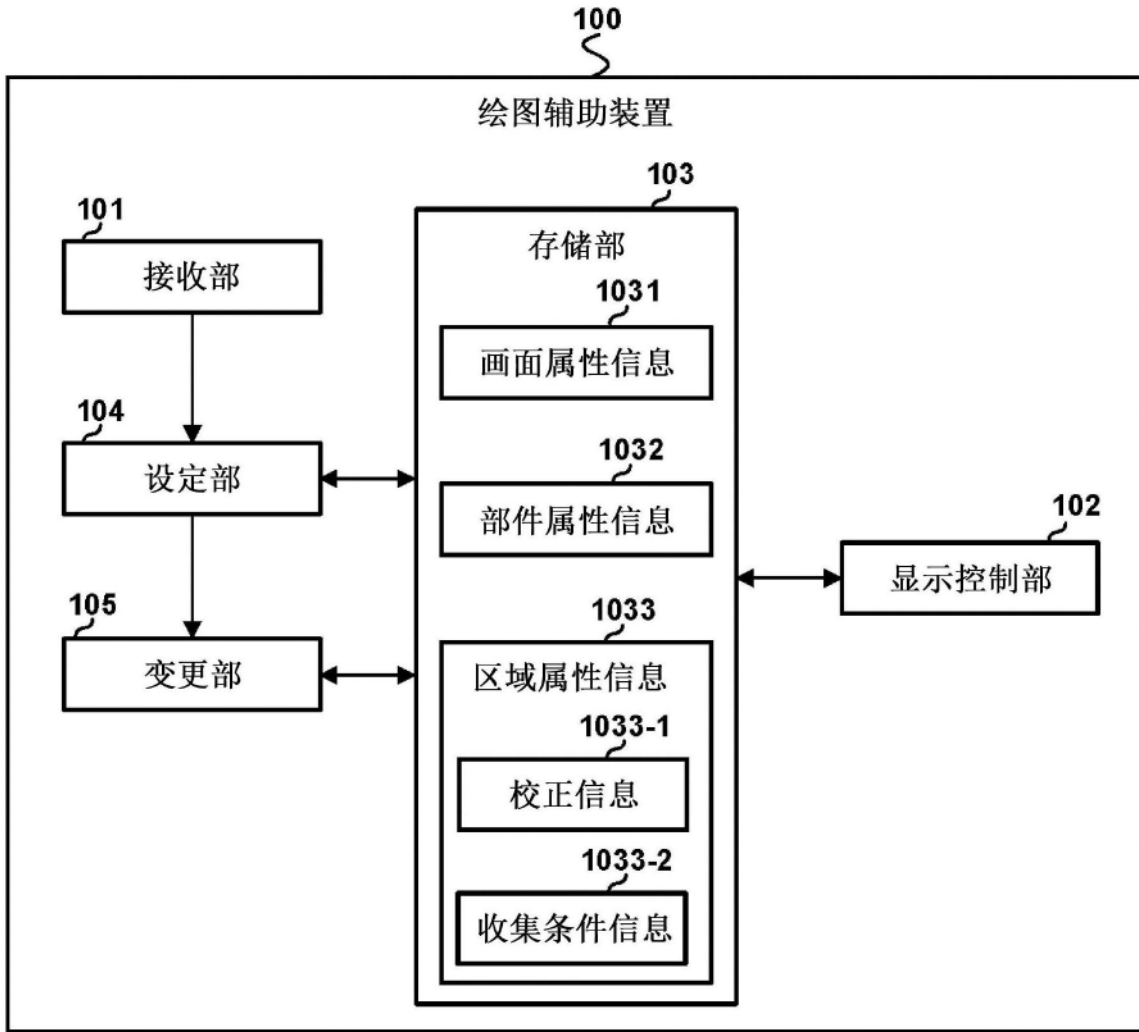 100
绘图辅助装置
103
存储部
101
接收部
1031
画面属性信息
104
设定部
1032
部件属性信息
102
显示控制部
105
变更部
1033
区域属性信息
1033-1
校正信息
1033-2
收集条件信息